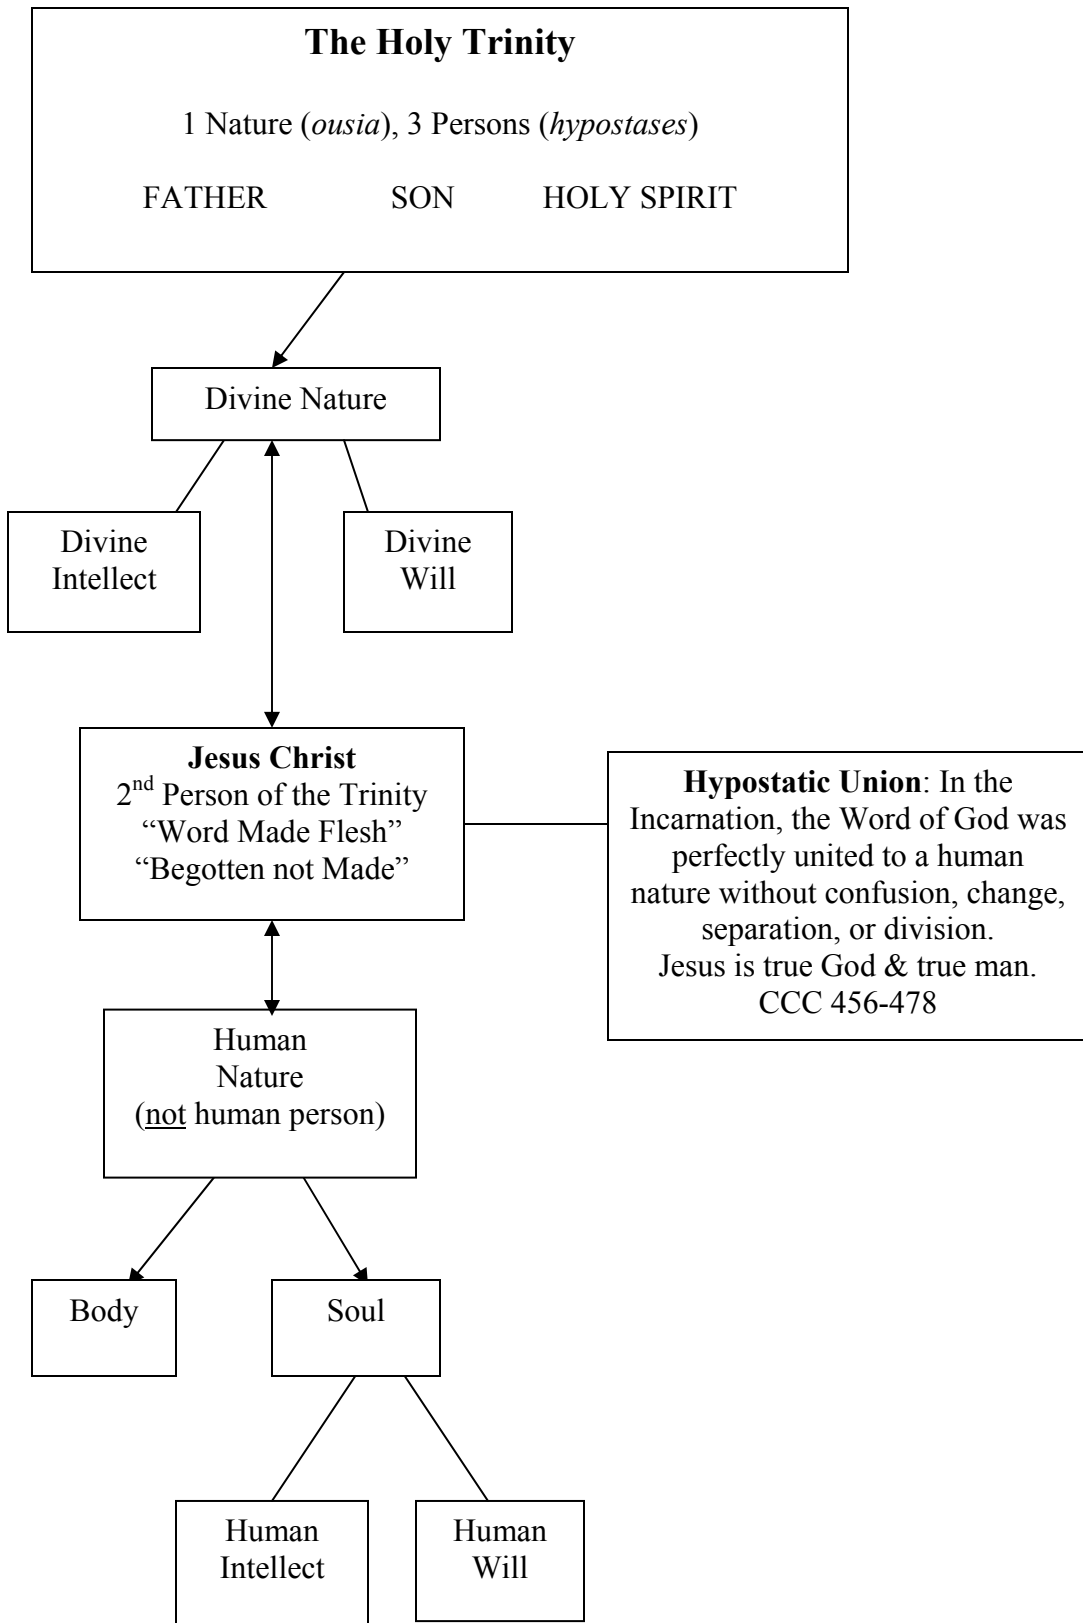 The Holy Trinity
1 Nature (ousia), 3 Persons (hypostases)
FATHER SON HOLY SPIRIT
Divine Nature
Divine
Intellect
Divine
Will
Jesus Christ
2nd Person of the Trinity
“Word Made Flesh”
“Begotten not Made”
Hypostatic Union: In the
Incarnation, the Word of God was
perfectly united to a human
nature without confusion, change,
separation, or division.
Jesus is true God & true man.
CCC 456-478
Human
Nature
(not human person)
Body
Soul
Human
Intellect
Human
Will